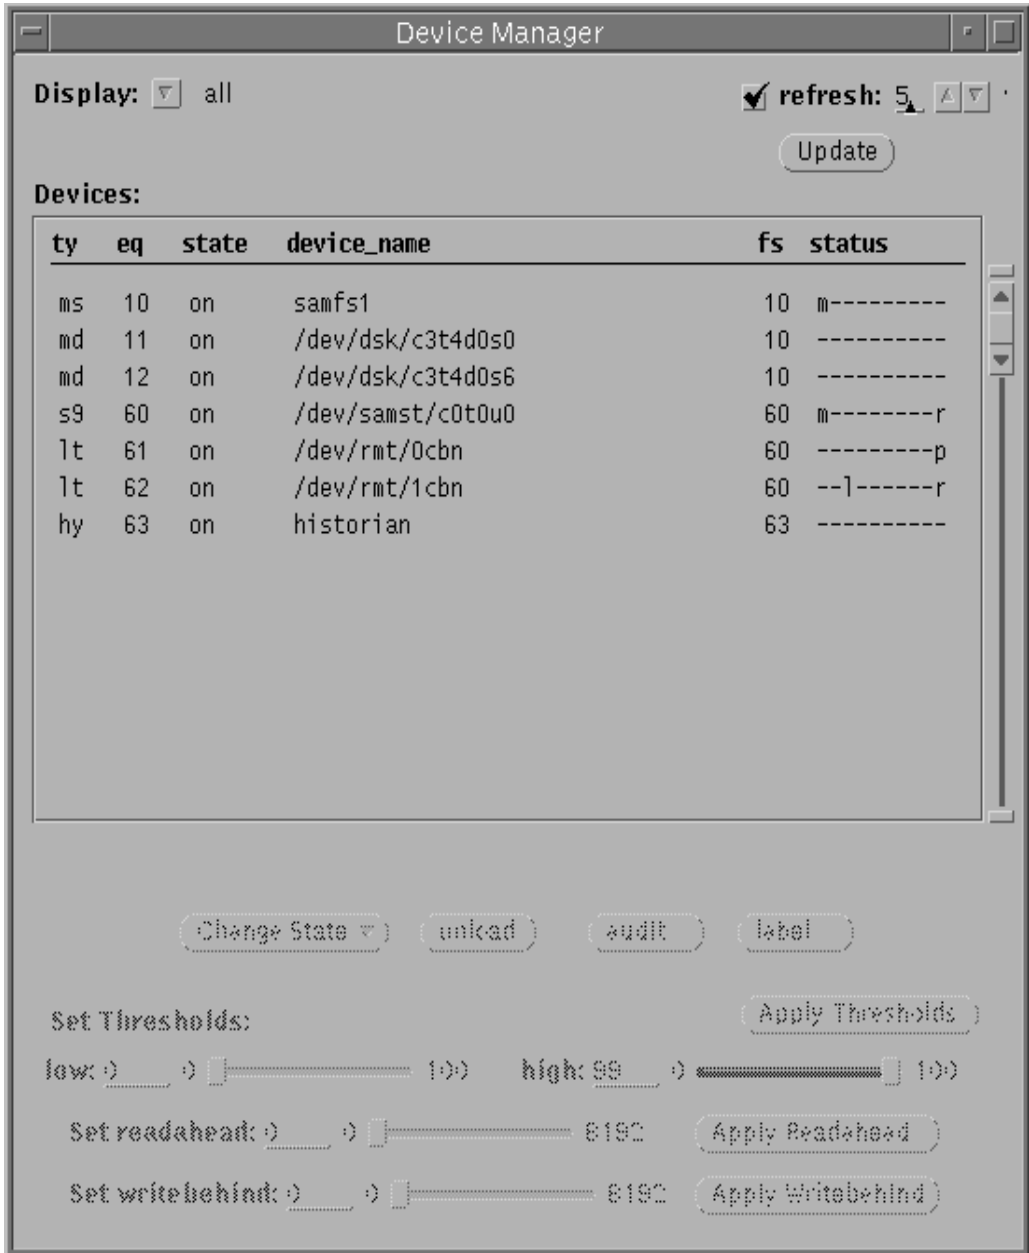 Device Manager
Display: all refresh: 5
Update
Devices:
ty eq state device_name fs status
ms 10 on samfs1 10 m---------
md 11 on /dev/dsk/c3t4d0s0 10 ----------
md 12 on /dev/dsk/c3t4d0s6 10 ----------
s9 60 on /dev/samst/c0t0u0 60 m--------r
lt 61 on /dev/rmt/0cbn 60 ---------p
lt 62 on /dev/rmt/1cbn 60 --l------r
hy 63 on historian 63 ----------
Change State unload audit label
Set Thresholds: Apply Thresholds
low: 0 0 100 high: 99 0 100
Set readahead: 0 0 8192 Apply Readahead
Set writebehind: 0 0 8192 Apply Writebehind